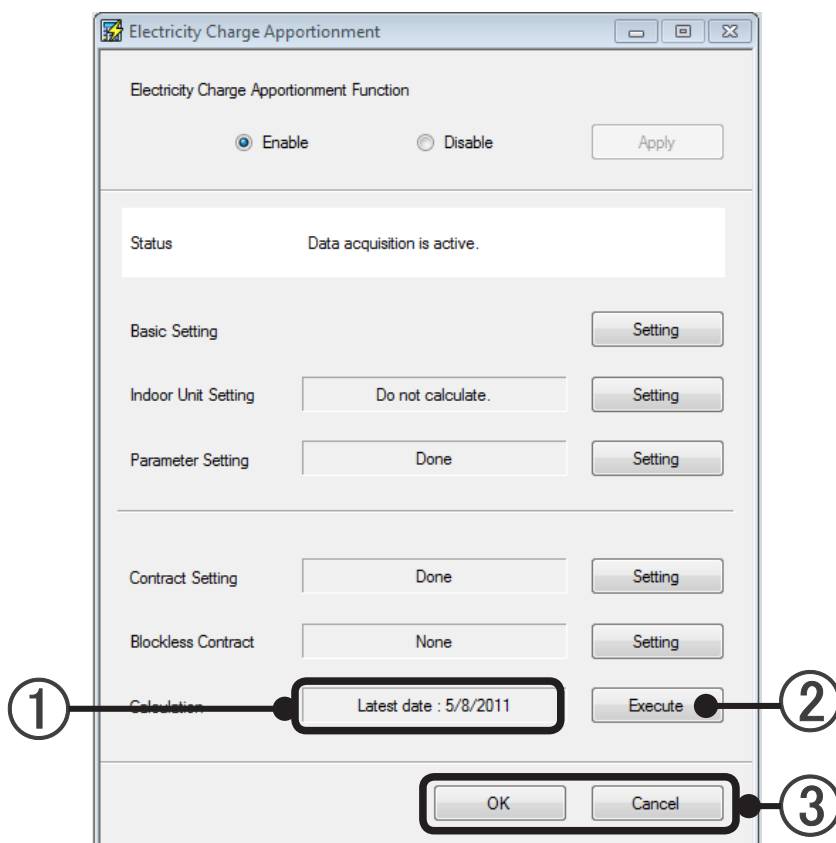 Electricity Charge Apportionment
Electricity Charge Apportionment Function
Enable Disable Apply
Status Data acquisition is active.
Basic Setting Setting
Indoor Unit Setting Do not calculate. Setting
Parameter Setting Done Setting
Contract Setting Done Setting
Blockless Contract None Setting
① Calculation Latest date : 5/8/2011 Execute ②
OK Cancel ③